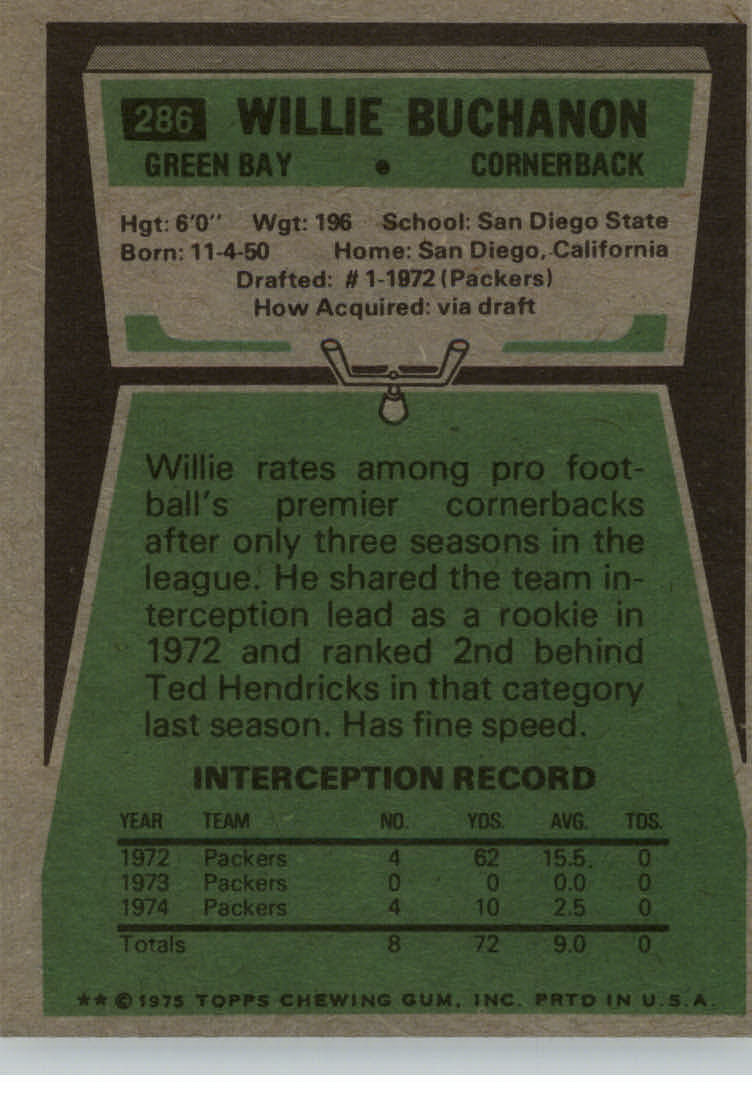 286 WILLIE BUCHANON
GREEN BAY • CORNERBACK
Hgt: 6'0" Wgt: 196 School: San Diego State
Born: 11-4-50 Home: San Diego, California
Drafted: #1-1972 (Packers)
How Acquired: via draft
Willie rates among pro foot-
ball's premier cornerbacks
after only three seasons in the
league. He shared the team in-
terception lead as a rookie in
1972 and ranked 2nd behind
Ted Hendricks in that category
last season. Has fine speed.
INTERCEPTION RECORD
YEAR TEAM NO. YDS. AVG. TDS.
1972 Packers 4 62 15.5 0
1973 Packers 0 0 0.0 0
1974 Packers 4 10 2.5 0
Totals 8 72 9.0 0
** © 1975 TOPPS CHEWING GUM, INC. PRTD IN U.S.A.